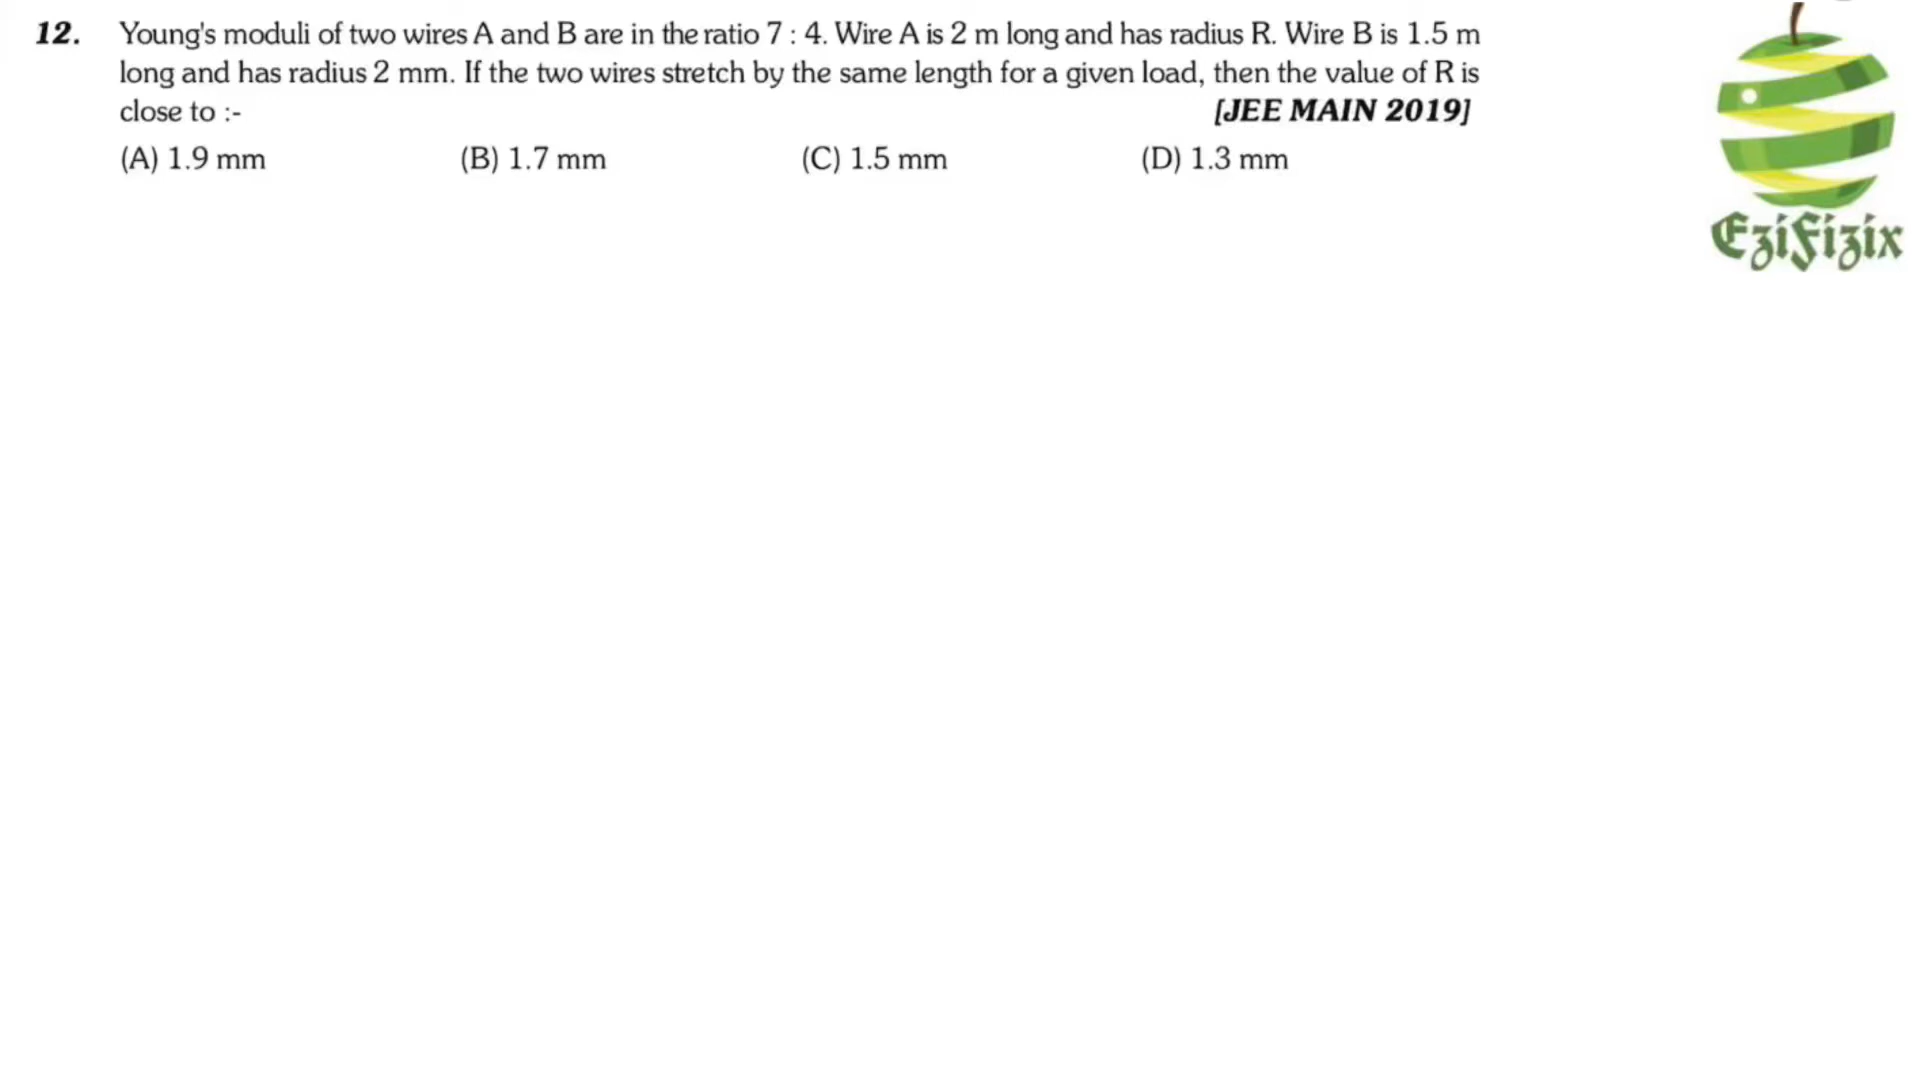 12. Young's moduli of two wires A and B are in the ratio 7 : 4. Wire A is 2 m long and has radius R. Wire B is 1.5 m
long and has radius 2 mm. If the two wires stretch by the same length for a given load, then the value of R is
close to :- [JEE MAIN 2019]
(A) 1.9 mm (B) 1.7 mm (C) 1.5 mm (D) 1.3 mm
EziFizix